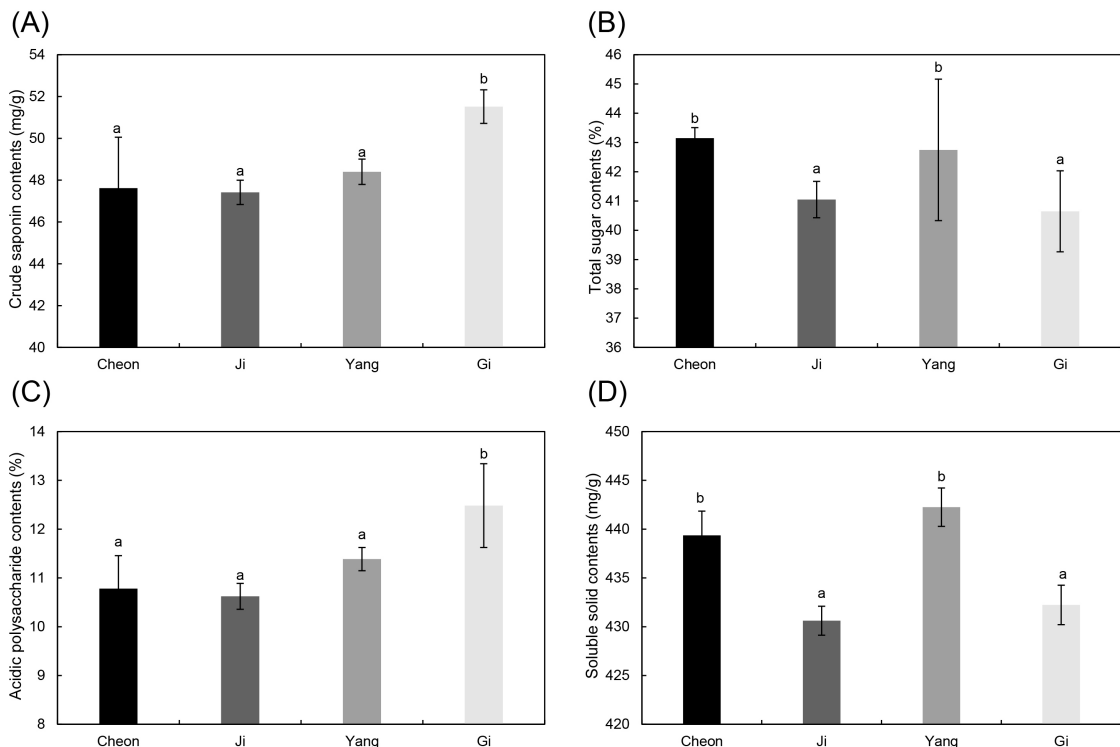 (A)
Crude saponin contents (mg/g)
54
52
50
48
46
44
42
40
a
a
a
b
Cheon
Ji
Yang
Gi
(B)
Total sugar contents (%)
46
45
44
43
42
41
40
39
38
37
36
b
a
b
a
Cheon
Ji
Yang
Gi
(C)
Acidic polysaccharide contents (%)
14
13
12
11
10
9
8
a
a
a
b
Cheon
Ji
Yang
Gi
(D)
Soluble solid contents (mg/g)
450
445
440
435
430
425
420
b
a
b
a
Cheon
Ji
Yang
Gi